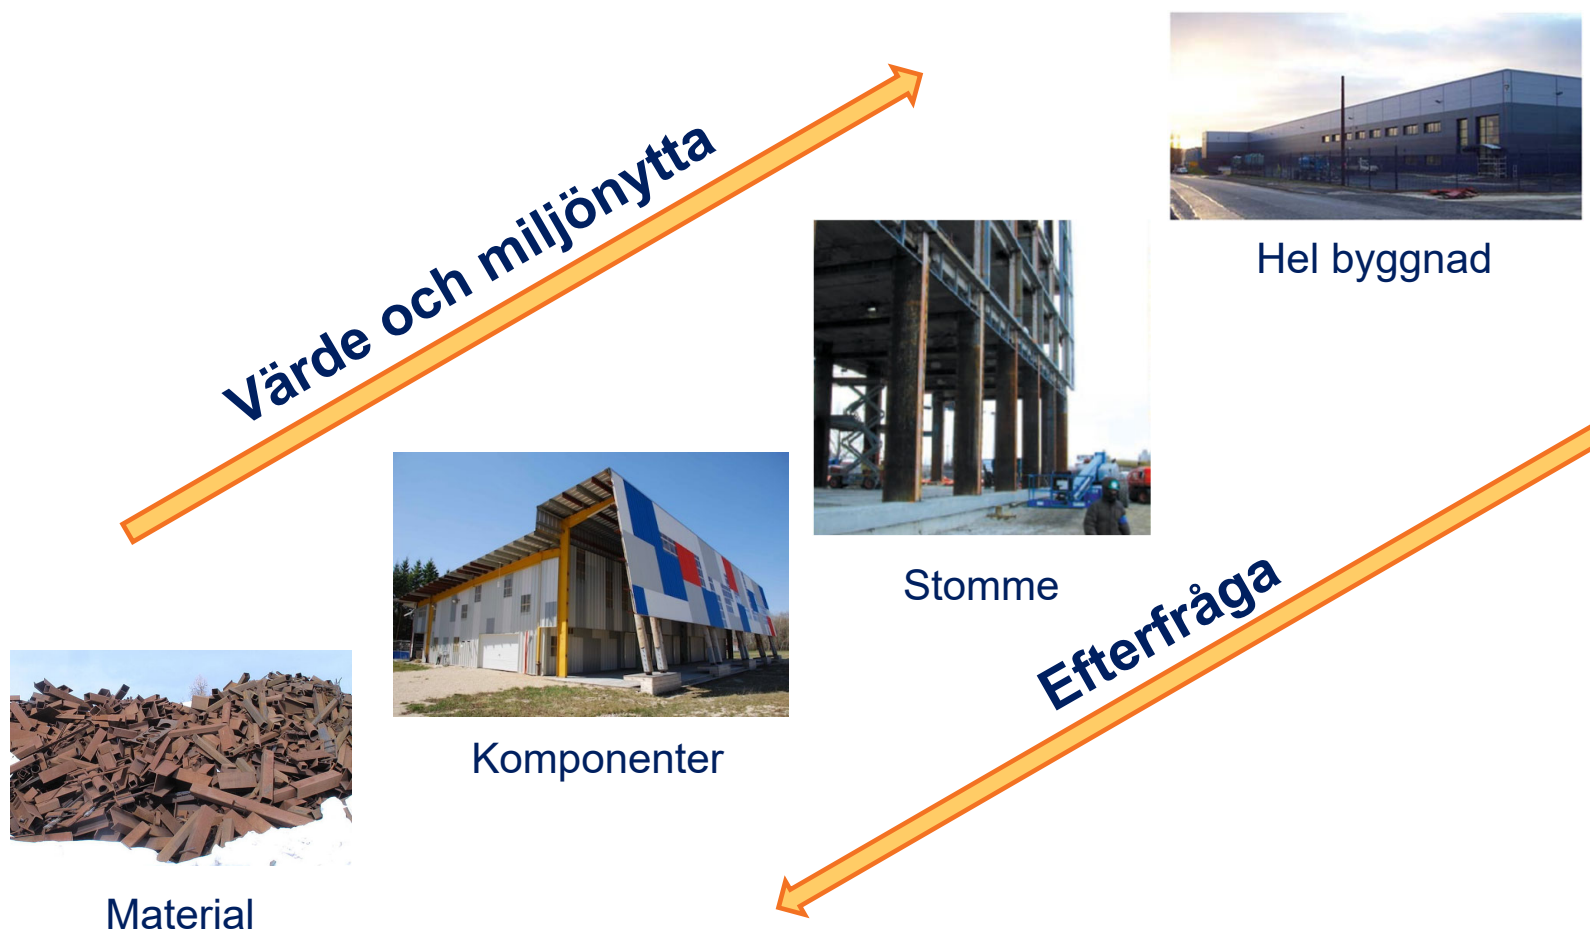 Värde och miljönytta
Hel byggnad
Stomme
Efterfråga
Komponenter
Material